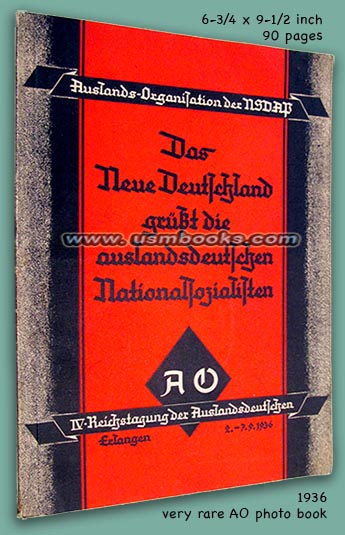 6-3/4 x 9-1/2 inch
90 pages
Auslands-Organisation der NSDAP
Das
Neue Deutschland
grüßt die
www.usmbooks.com
auslandsdeutschen
Nationalsozialisten
AO
IV. Reichstagung der Auslandsdeutschen
Erlangen
2.-7.9.1936
1936
very rare AO photo book